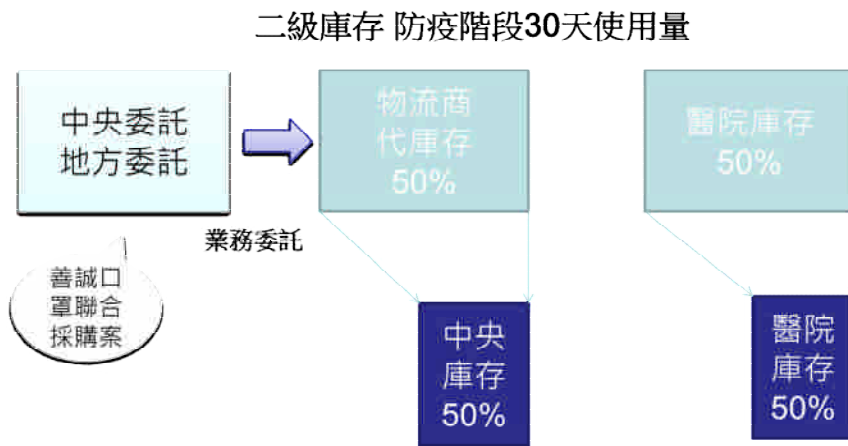 二級庫存 防疫階段30天使用量
中央委託
地方委託
物流商
代庫存
50%
醫院庫存
50%
業務委託
善誠口
罩聯合
採購案
中央
庫存
50%
醫院
庫存
50%